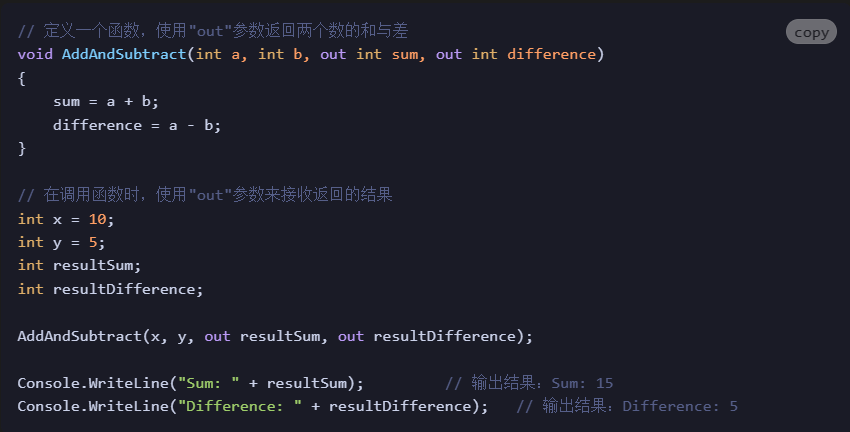 // 定义一个函数，使用"out"参数返回两个数的和与差
copy
void AddAndSubtract(int a, int b, out int sum, out int difference)
{
    sum = a + b;
    difference = a - b;
}
// 在调用函数时，使用"out"参数来接收返回的结果
int x = 10;
int y = 5;
int resultSum;
int resultDifference;
AddAndSubtract(x, y, out resultSum, out resultDifference);
Console.WriteLine("Sum: " + resultSum);         // 输出结果：Sum: 15
Console.WriteLine("Difference: " + resultDifference);   // 输出结果：Difference: 5